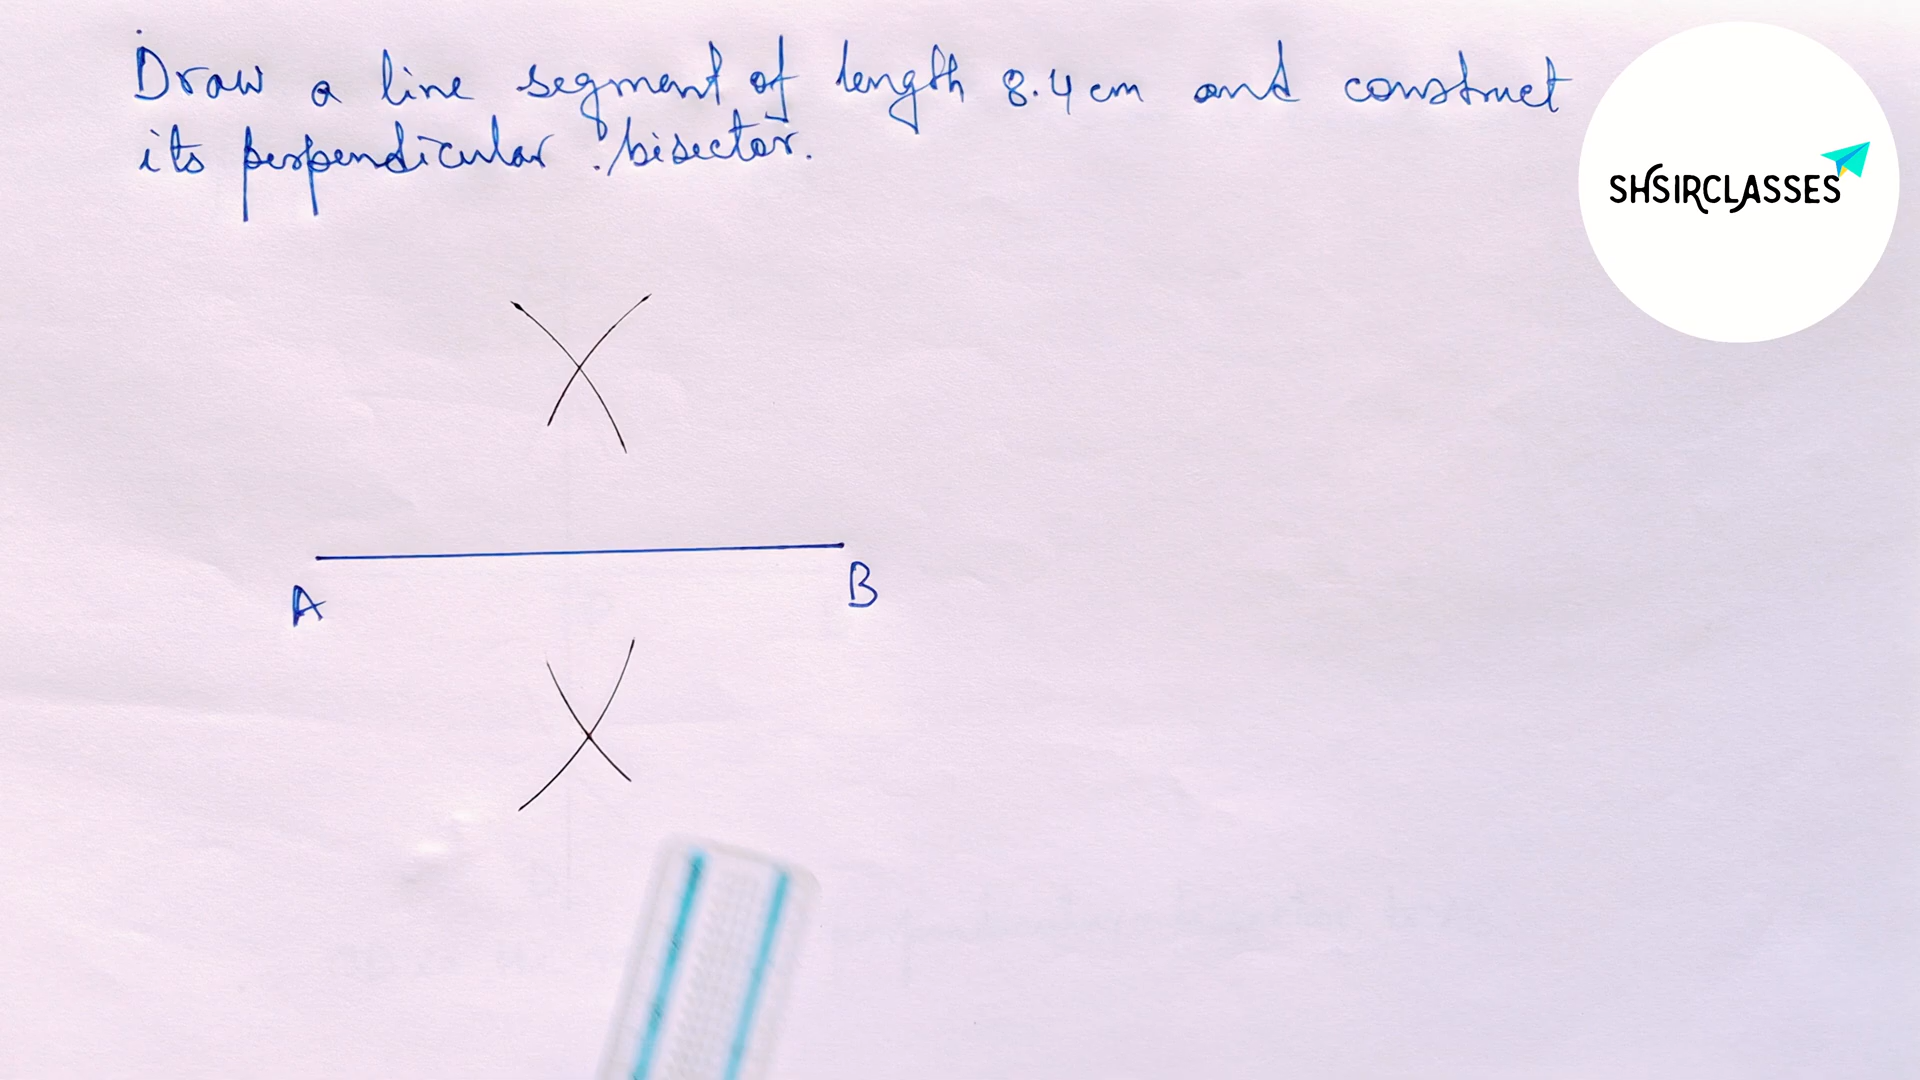 Draw a line segment of length 8.4 cm and construct
its perpendicular bisector.
SHSIRCLASSES
A
B